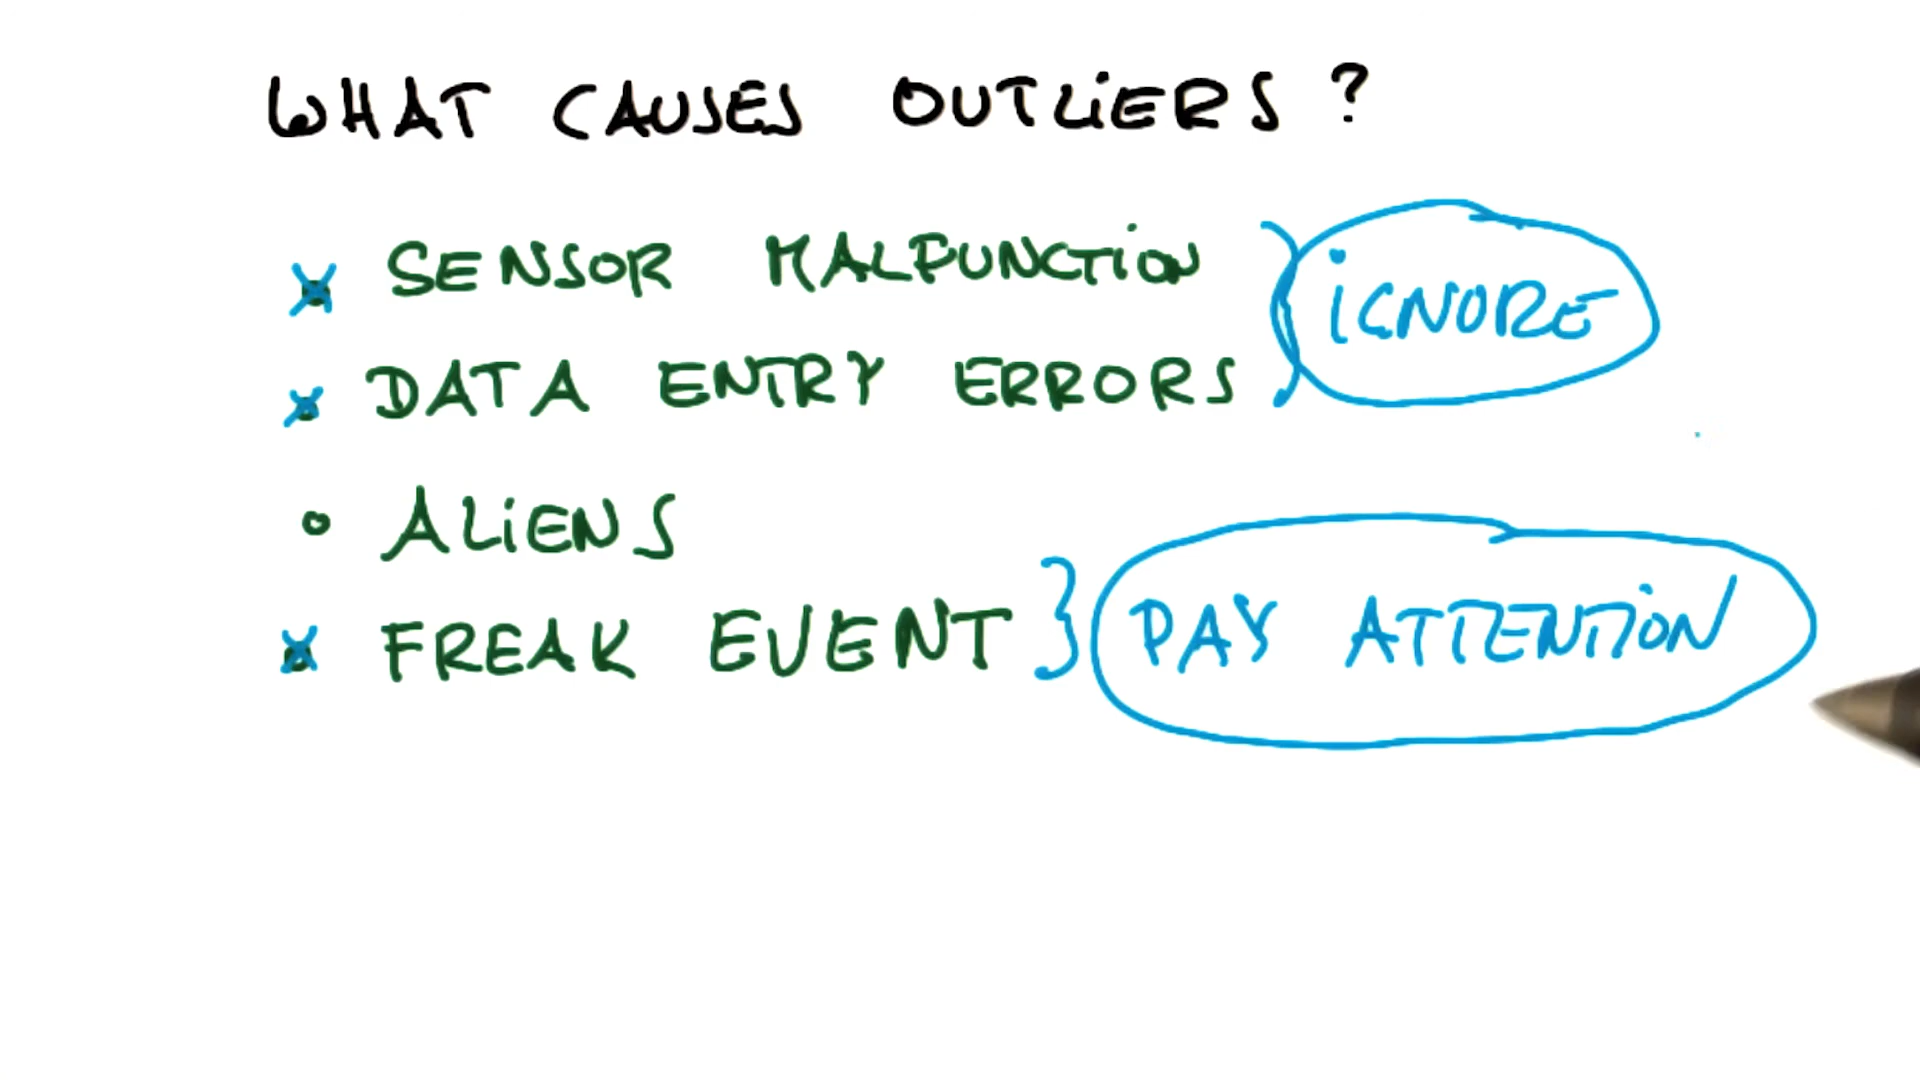 WHAT CAUSES OUTLIERS?
SENSOR MALFUNCTION
IGNORE
DATA ENTRY ERRORS
ALIENS
FREAK EVENT
PAY ATTENTION